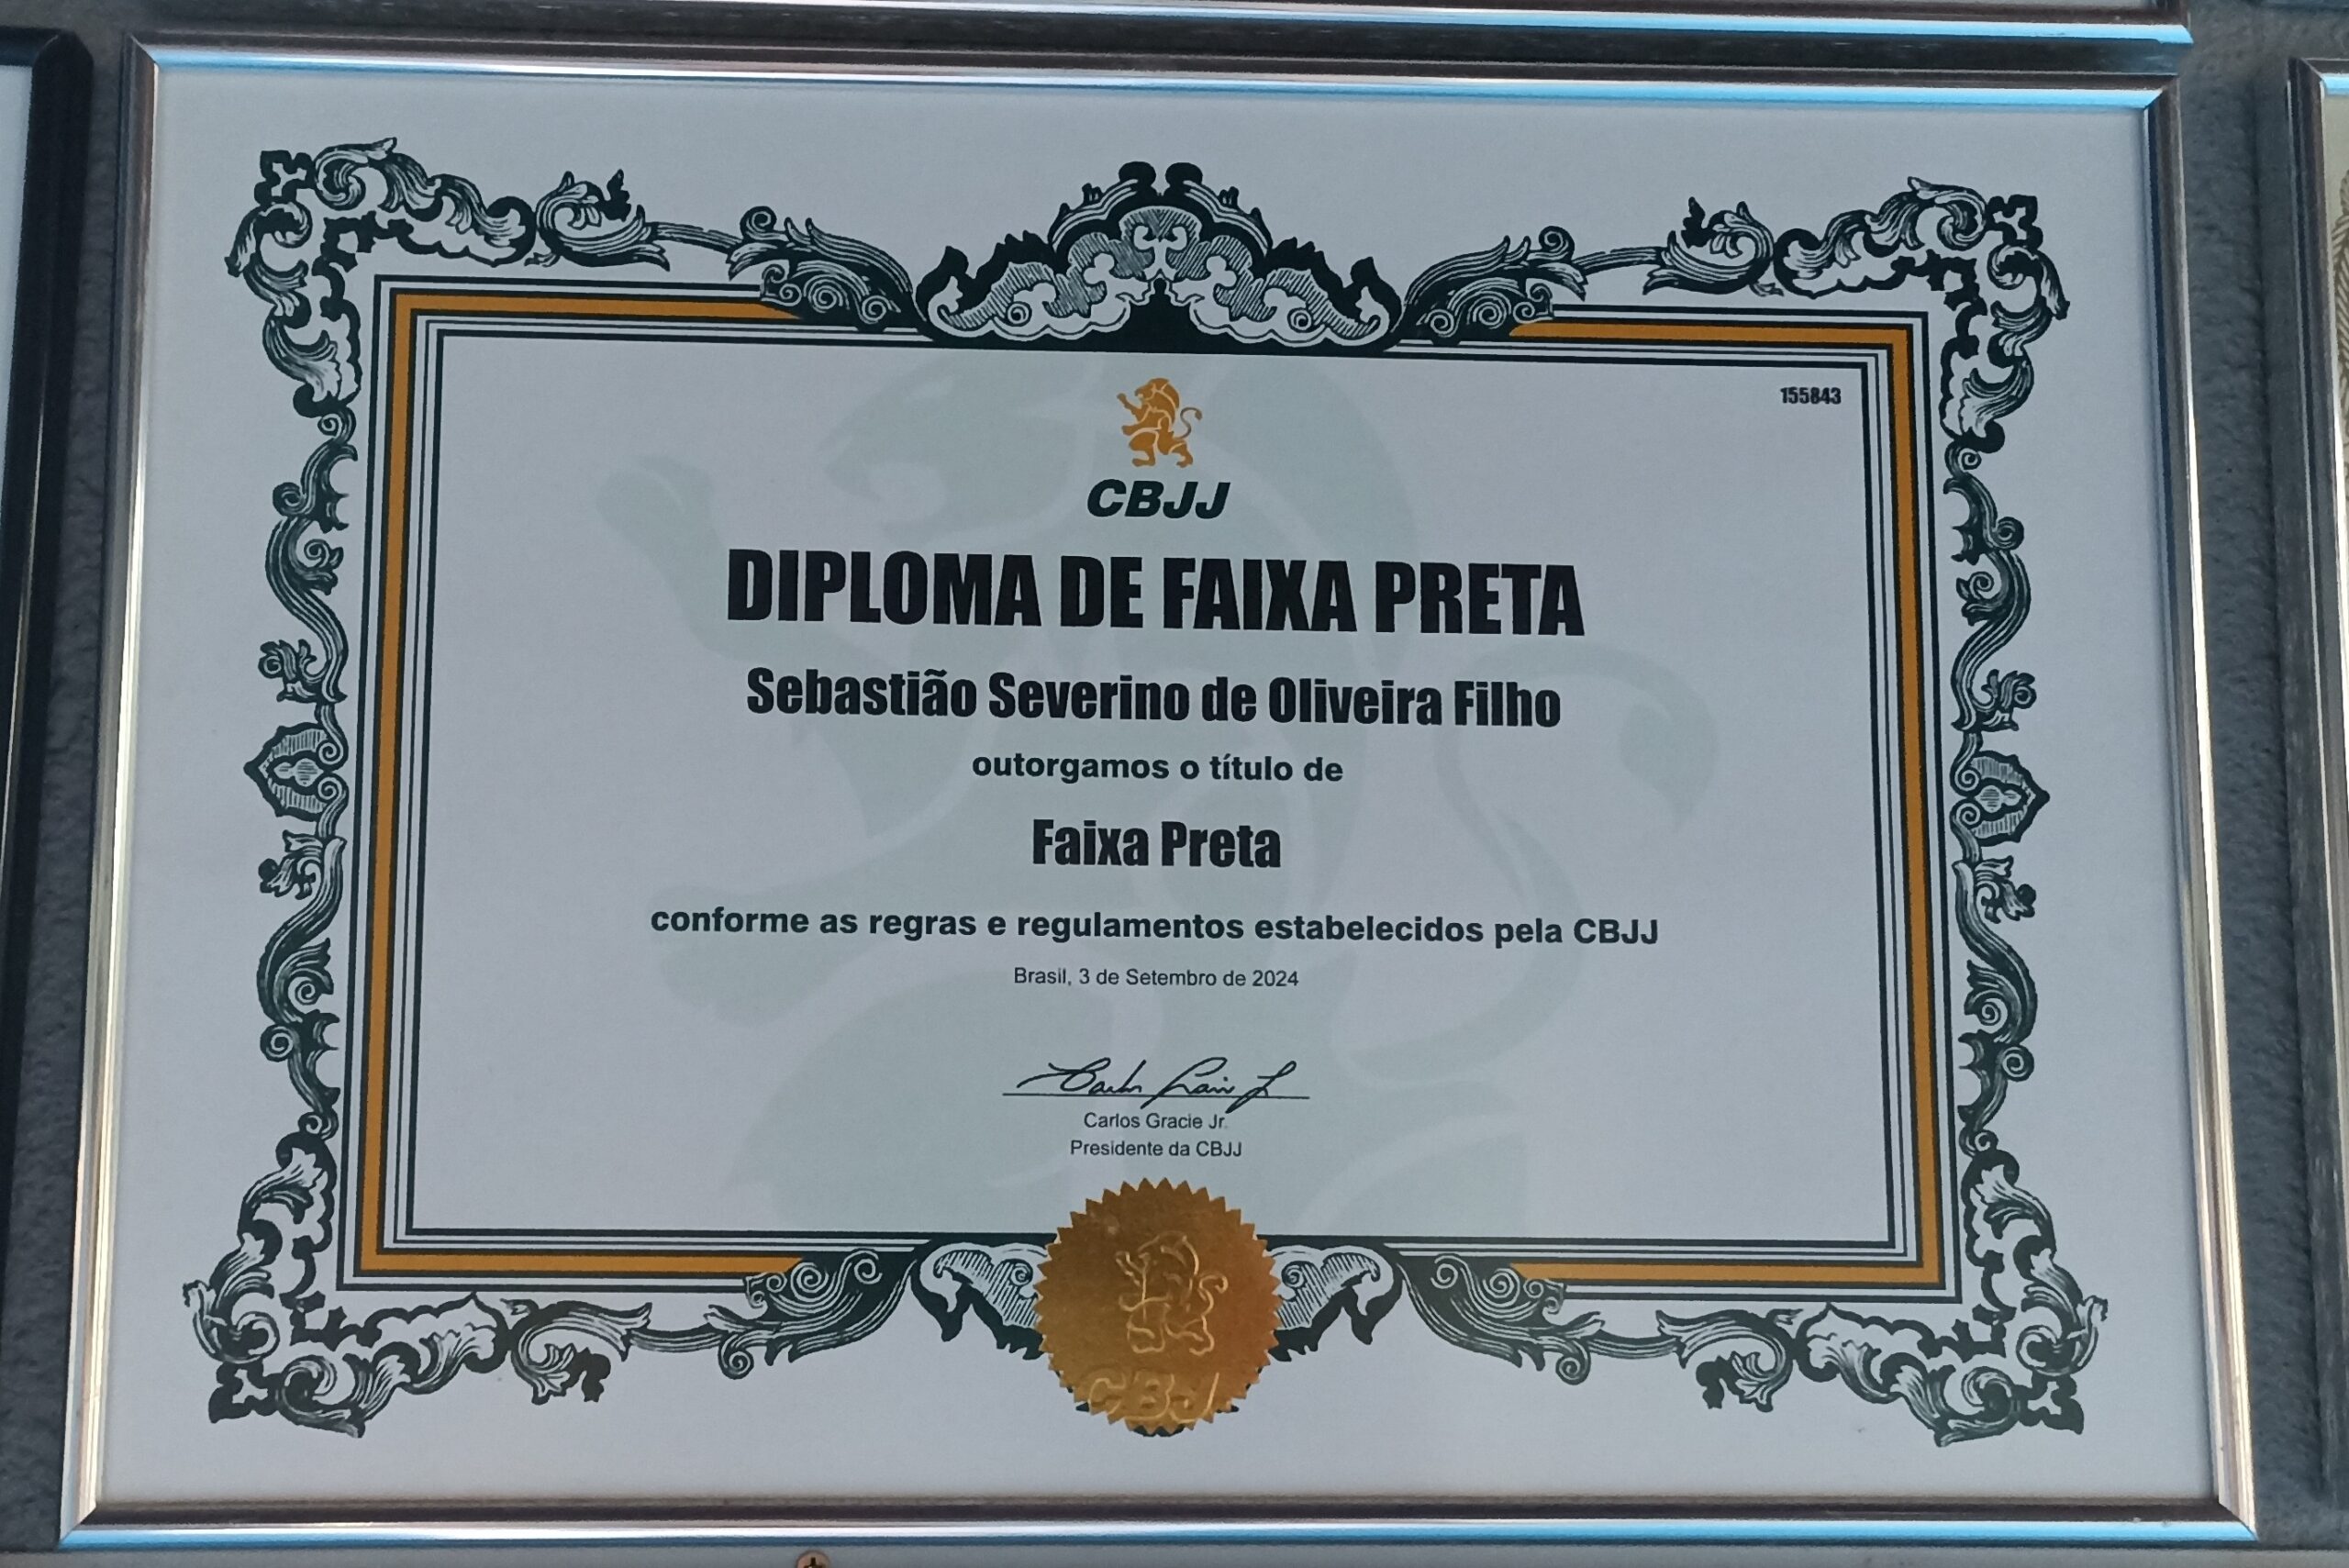 155843
CBJJ
DIPLOMA DE FAIXA PRETA
Sebastião Severino de Oliveira Filho
outorgamos o título de
Faixa Preta
conforme as regras e regulamentos estabelecidos pela CBJJ
Brasil, 3 de Setembro de 2024
Carlos Gracie Jr.
Presidente da CBJJ
CBJJ